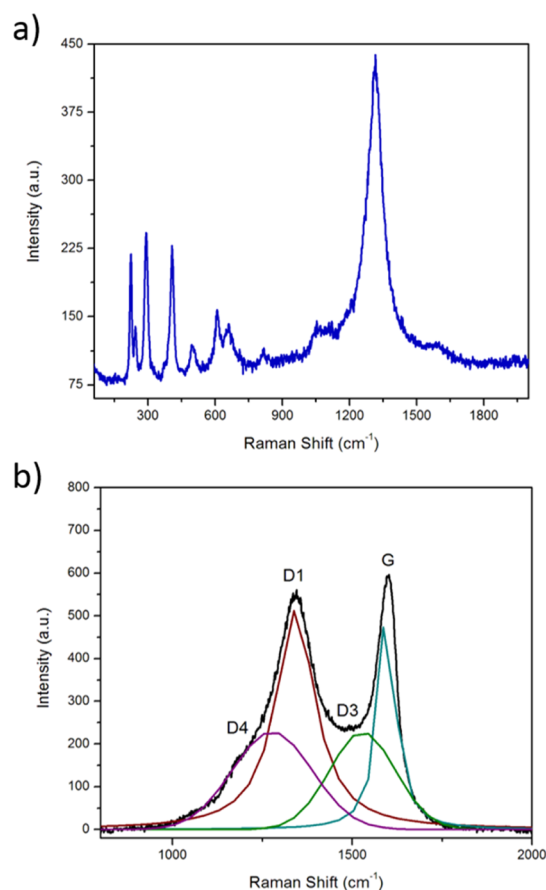 a)
450
375
300
225
150
75
Intensity (a.u.)
300 600 900 1200 1500 1800
Raman Shift (cm⁻¹)
b)
800
700
600
500
400
300
200
100
0
Intensity (a.u.)
D4
D1
D3
G
1000 1500 2000
Raman Shift (cm⁻¹)